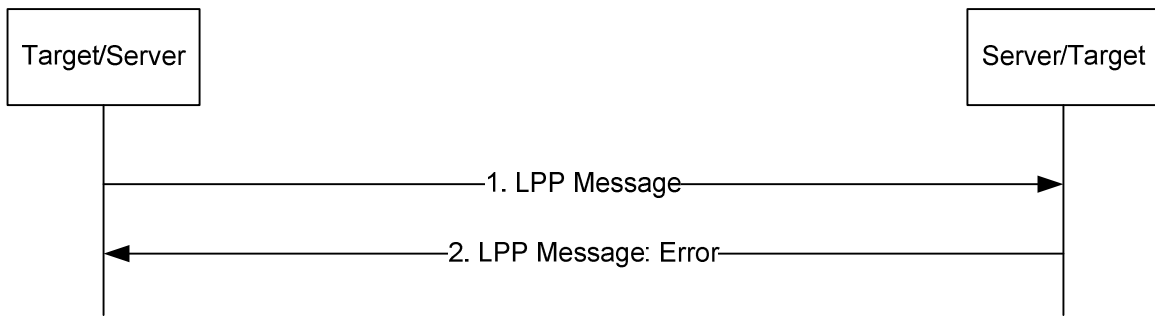 Target/Server
Server/Target
1. LPP Message
2. LPP Message: Error